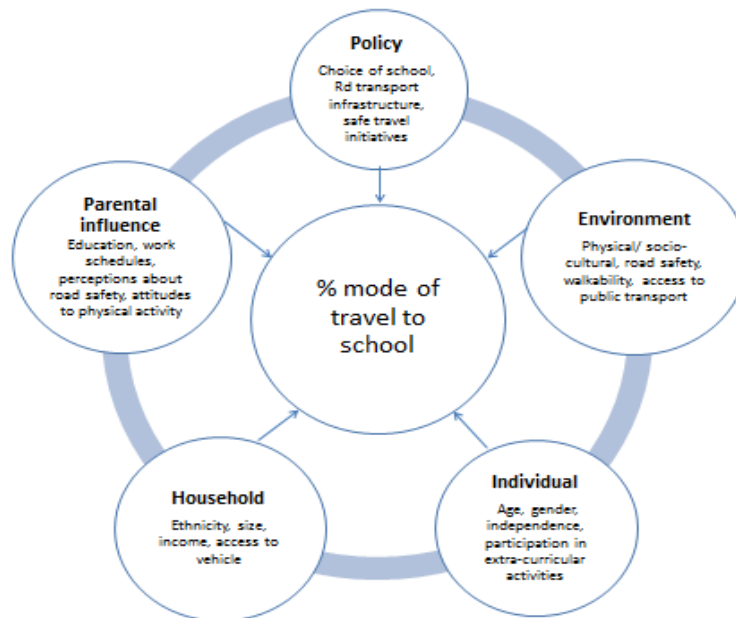 Policy
Choice of school,
Rd transport
infrastructure,
safe travel
initiatives
Parental
influence
Education, work
schedules,
perceptions about
road safety, attitudes
to physical activity
Environment
Physical/ socio-
cultural, road safety,
walkability, access to
public transport
% mode of
travel to
school
Household
Ethnicity, size,
income, access to
vehicle
Individual
Age, gender,
independence,
participation in
extra-curricular
activities